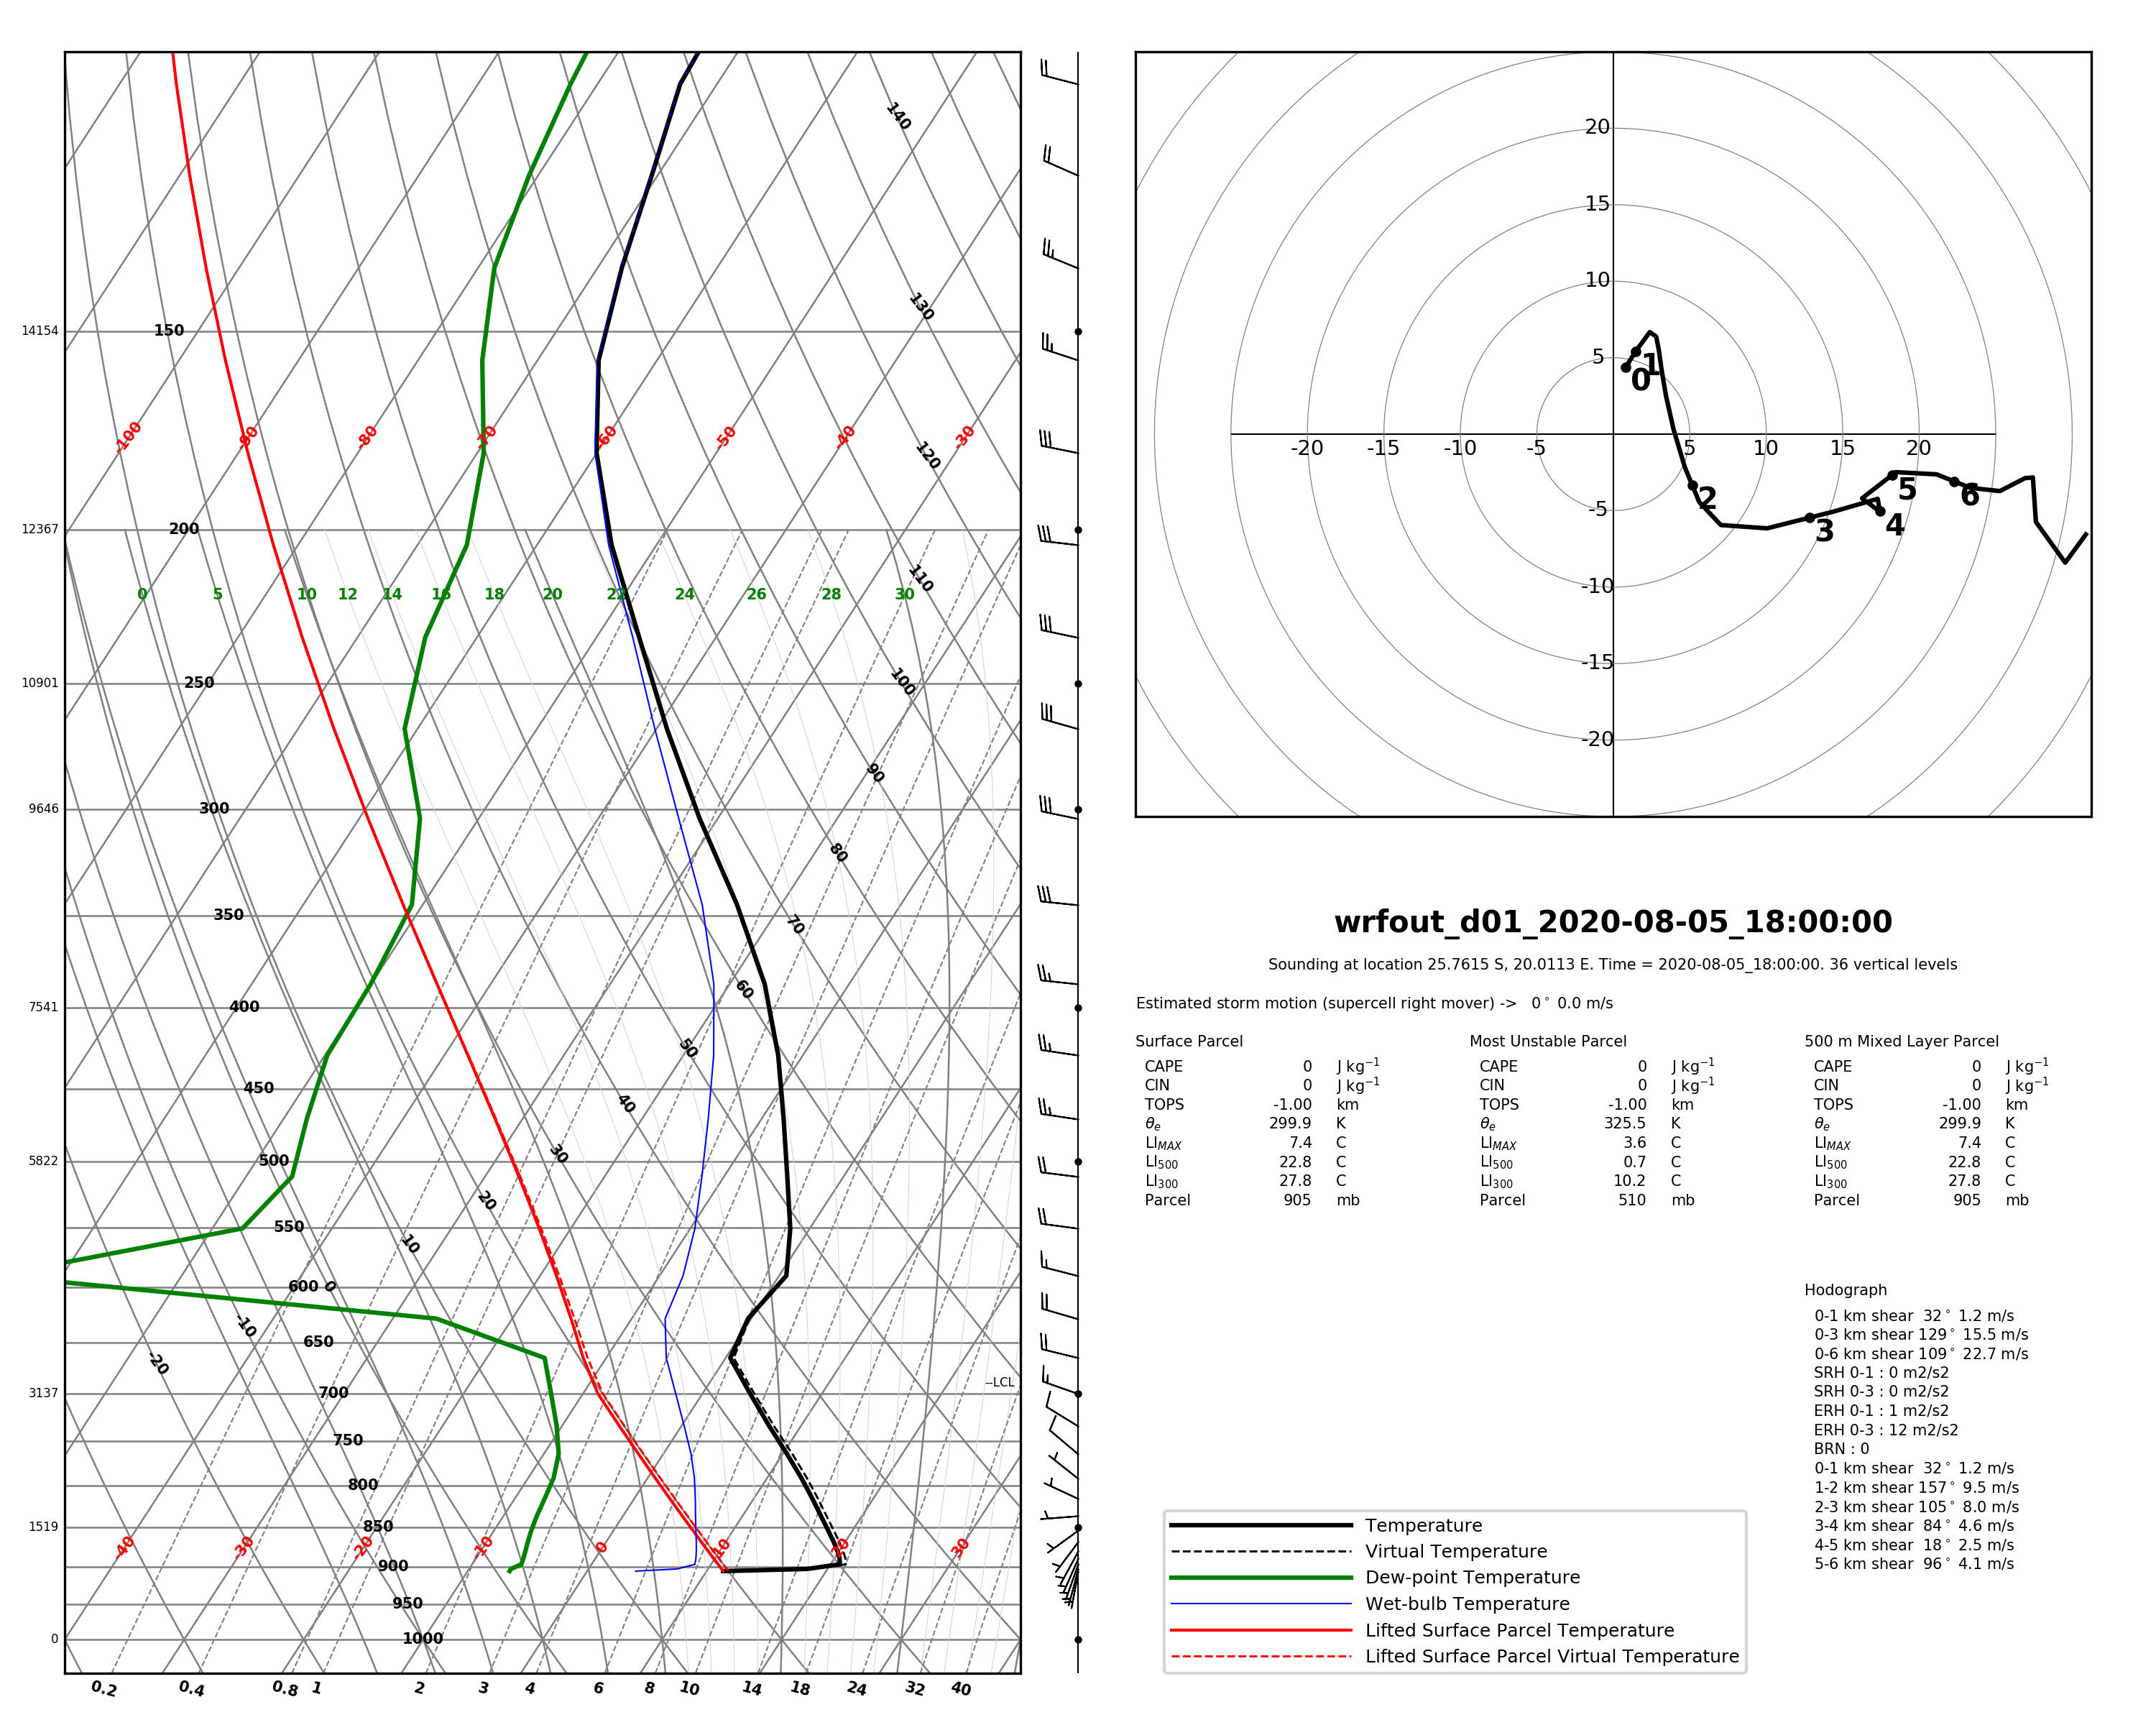 140
130
14154 150
-100 -90 -80 -70 -60 -50 -40 -30
120
12367 200
110
0 5 10 12 14 16 18 20 22 24 26 28 30
10901 250
100
90
9646 300
80
350
70
60
7541 400
50
450
40
5822 500
30
20
550
10
600 0
-10
650
-20
700
3137
--LCL
750
800
1519 850
-40 -30 -20 -10 0 10 20 30
900
950
0 1000
0.2 0.4 0.8 1 2 3 4 6 8 10 14 18 24 32 40
20
15
10
5
-20 -15 -10 -5 5 10 15 20
-5
-10
-15
-20
0 1 2 3 4 5 6
wrfout_d01_2020-08-05_18:00:00
Sounding at location 25.7615 S, 20.0113 E. Time = 2020-08-05_18:00:00. 36 vertical levels
Estimated storm motion (supercell right mover) -> 0° 0.0 m/s
Surface Parcel
CAPE 0 J kg⁻¹
CIN 0 J kg⁻¹
TOPS -1.00 km
θₑ 299.9 K
LI_MAX 7.4 C
LI₅₀₀ 22.8 C
LI₃₀₀ 27.8 C
Parcel 905 mb
Most Unstable Parcel
CAPE 0 J kg⁻¹
CIN 0 J kg⁻¹
TOPS -1.00 km
θₑ 325.5 K
LI_MAX 3.6 C
LI₅₀₀ 0.7 C
LI₃₀₀ 10.2 C
Parcel 510 mb
500 m Mixed Layer Parcel
CAPE 0 J kg⁻¹
CIN 0 J kg⁻¹
TOPS -1.00 km
θₑ 299.9 K
LI_MAX 7.4 C
LI₅₀₀ 22.8 C
LI₃₀₀ 27.8 C
Parcel 905 mb
Hodograph
0-1 km shear 32° 1.2 m/s
0-3 km shear 129° 15.5 m/s
0-6 km shear 109° 22.7 m/s
SRH 0-1 : 0 m2/s2
SRH 0-3 : 0 m2/s2
ERH 0-1 : 1 m2/s2
ERH 0-3 : 12 m2/s2
BRN : 0
0-1 km shear 32° 1.2 m/s
1-2 km shear 157° 9.5 m/s
2-3 km shear 105° 8.0 m/s
3-4 km shear 84° 4.6 m/s
4-5 km shear 18° 2.5 m/s
5-6 km shear 96° 4.1 m/s
Temperature
Virtual Temperature
Dew-point Temperature
Wet-bulb Temperature
Lifted Surface Parcel Temperature
Lifted Surface Parcel Virtual Temperature